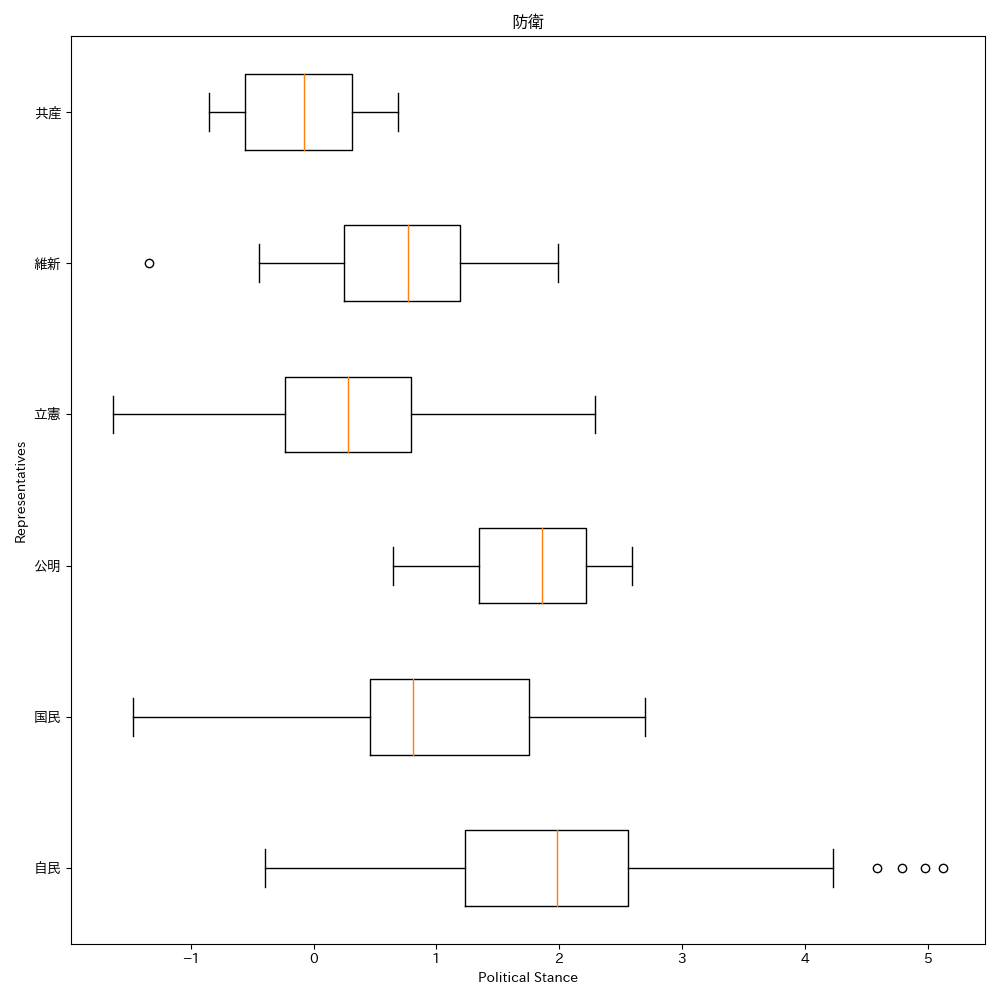 防衛
共産
維新
立憲
公明
国民
自民
Representatives
−1 0 1 2 3 4 5
Political Stance